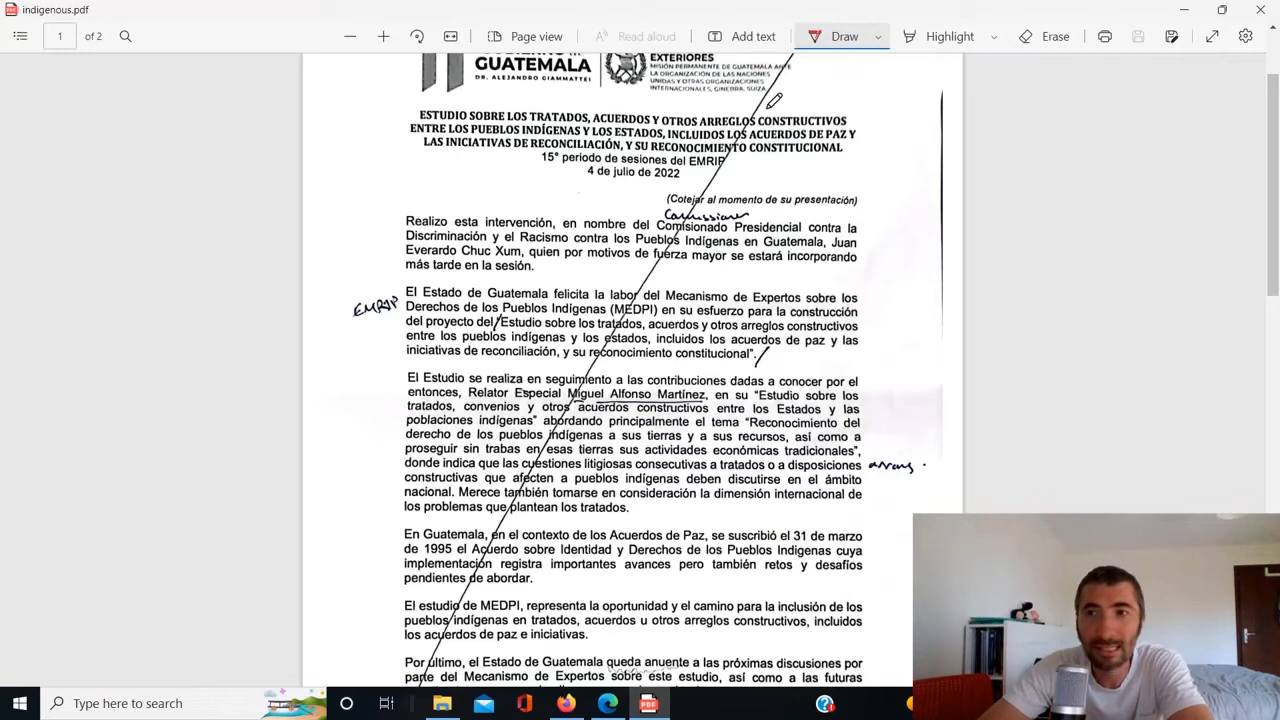 indigenous.pdf
1 of 2
Page view
Read aloud
Add text
Draw
Highlight
Erase
GUATEMALA
DR. ALEJANDRO GIAMMATTEI
EXTERIORES
MISIÓN PERMANENTE DE GUATEMALA ANTE
LA ORGANIZACIÓN DE LAS NACIONES
UNIDAS Y OTRAS ORGANIZACIONES
INTERNACIONALES, GINEBRA, SUIZA.
ESTUDIO SOBRE LOS TRATADOS, ACUERDOS Y OTROS ARREGLOS CONSTRUCTIVOS
ENTRE LOS PUEBLOS INDÍGENAS Y LOS ESTADOS, INCLUIDOS LOS ACUERDOS DE PAZ Y
LAS INICIATIVAS DE RECONCILIACIÓN, Y SU RECONOCIMIENTO CONSTITUCIONAL
15° periodo de sesiones del EMRIP
4 de julio de 2022
(Cotejar al momento de su presentación)
Commissioner
Realizo esta intervención, en nombre del Comisionado Presidencial contra la
Discriminación y el Racismo contra los Pueblos Indígenas en Guatemala, Juan
Everardo Chuc Xum, quien por motivos de fuerza mayor se estará incorporando
más tarde en la sesión.
El Estado de Guatemala felicita la labor del Mecanismo de Expertos sobre los
EMRIP
Derechos de los Pueblos Indígenas (MEDPI) en su esfuerzo para la construcción
del proyecto del "Estudio sobre los tratados, acuerdos y otros arreglos constructivos
entre los pueblos indígenas y los estados, incluidos los acuerdos de paz y las
iniciativas de reconciliación, y su reconocimiento constitucional".
El Estudio se realiza en seguimiento a las contribuciones dadas a conocer por el
entonces, Relator Especial Miguel Alfonso Martínez, en su "Estudio sobre los
tratados, convenios y otros acuerdos constructivos entre los Estados y las
poblaciones indígenas" abordando principalmente el tema "Reconocimiento del
derecho de los pueblos indígenas a sus tierras y a sus recursos, así como a
proseguir sin trabas en esas tierras sus actividades económicas tradicionales",
donde indica que las cuestiones litigiosas consecutivas a tratados o a disposiciones
constructivas que afecten a pueblos indígenas deben discutirse en el ámbito
nacional. Merece también tomarse en consideración la dimensión internacional de
los problemas que plantean los tratados.
En Guatemala, en el contexto de los Acuerdos de Paz, se suscribió el 31 de marzo
de 1995 el Acuerdo sobre Identidad y Derechos de los Pueblos Indígenas cuya
implementación registra importantes avances pero también retos y desafíos
pendientes de abordar.
El estudio de MEDPI, representa la oportunidad y el camino para la inclusión de los
pueblos indígenas en tratados, acuerdos u otros arreglos constructivos, incluidos
los acuerdos de paz e iniciativas.
Por último, el Estado de Guatemala queda anuente a las próximas discusiones por
parte del Mecanismo de Expertos sobre este estudio, así como a las futuras
Type here to search